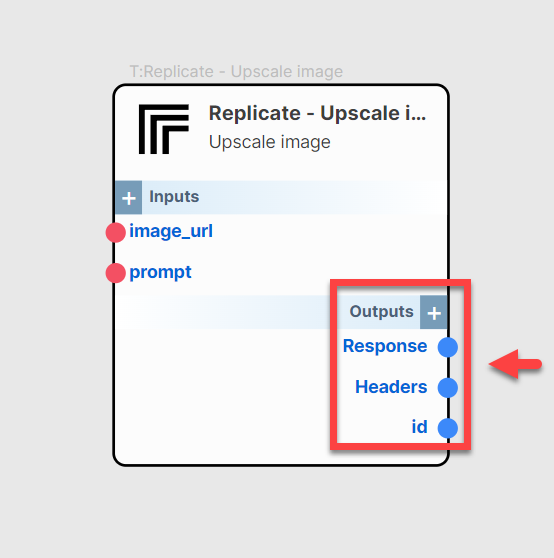 T:Replicate - Upscale image
Replicate - Upscale i...
Upscale image
+ Inputs
image_url
prompt
Outputs +
Response
Headers
id